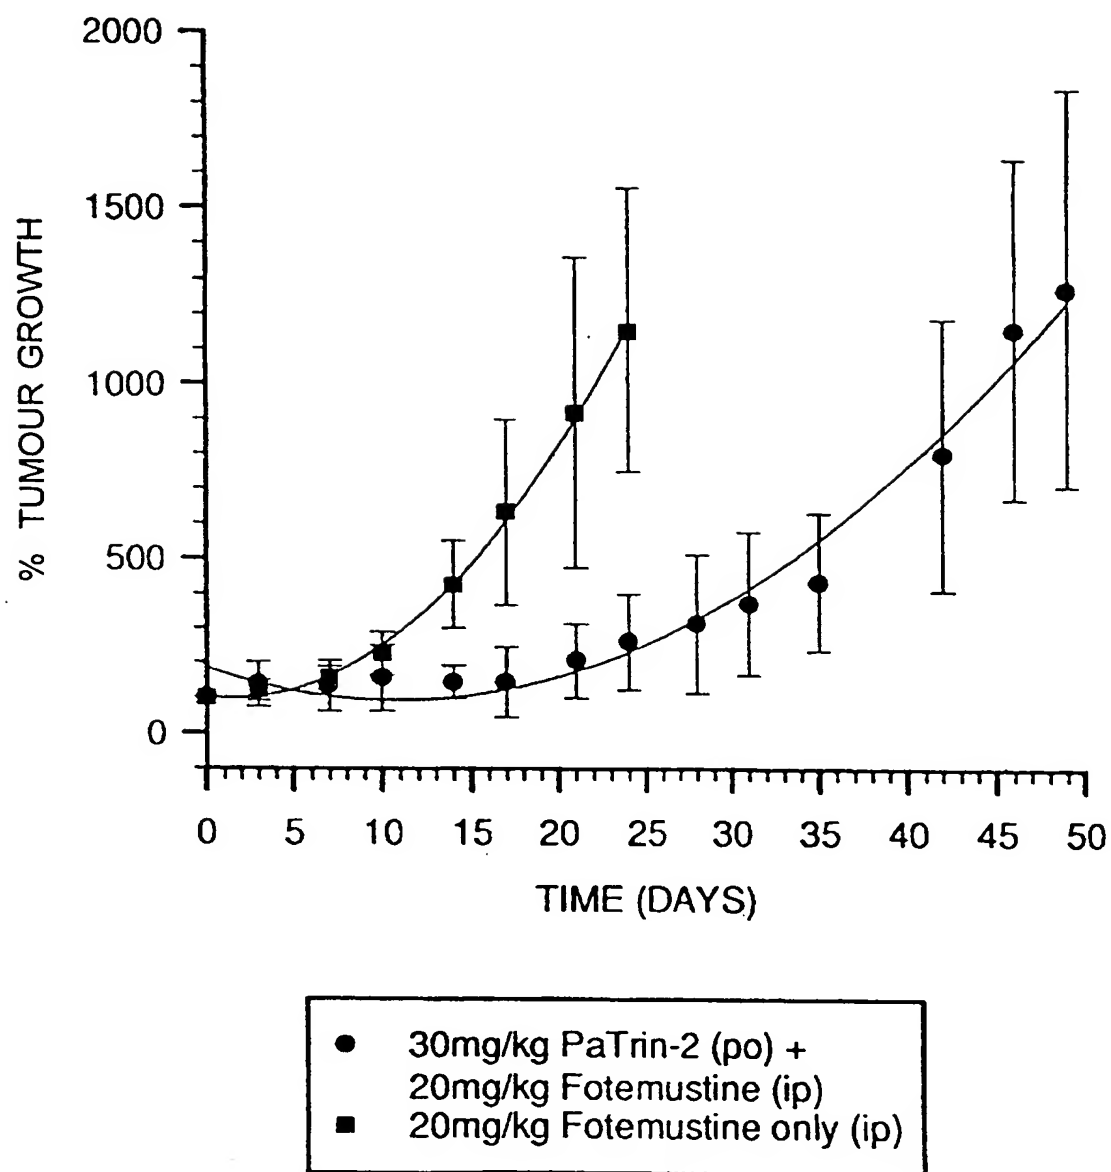 2000
1500
1000
500
0
% TUMOUR GROWTH
0 5 10 15 20 25 30 35 40 45 50
TIME (DAYS)
30mg/kg PaTrin-2 (po) +
20mg/kg Fotemustine (ip)
20mg/kg Fotemustine only (ip)